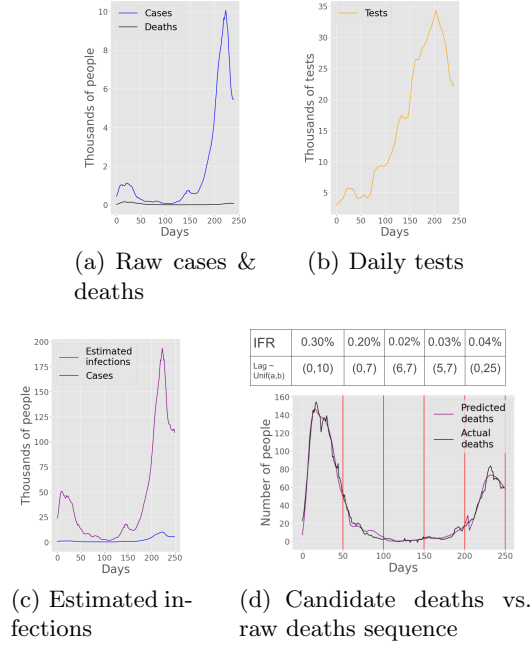 Cases
Deaths
10
8
6
4
2
0
Thousands of people
0 50 100 150 200 250
Days
(a) Raw cases &
deaths
Tests
35
30
25
20
15
10
5
Thousands of tests
0 50 100 150 200 250
Days
(b) Daily tests
Estimated
infections
Cases
200
175
150
125
100
75
50
25
0
Thousands of people
0 50 100 150 200 250
Days
(c) Estimated in-
fections
IFR 0.30% 0.20% 0.02% 0.03% 0.04%
Lag ~
Unif(a,b) (0,10) (0,7) (6,7) (5,7) (0,25)
Predicted
deaths
Actual
deaths
160
140
120
100
80
60
40
20
0
Number of people
0 50 100 150 200 250
Days
(d) Candidate deaths vs.
raw deaths sequence